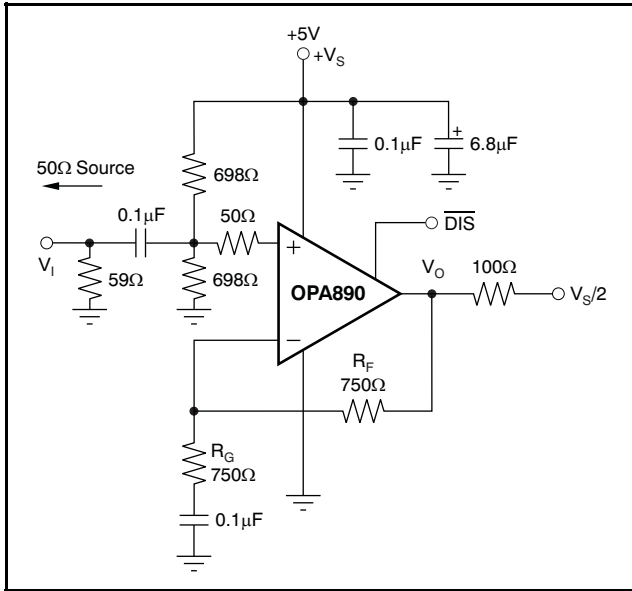 +5V
+V_S
0.1μF
6.8μF
50Ω Source
698Ω
0.1μF
50Ω
DIS
V_I
59Ω
698Ω
+
OPA890
−
V_O
100Ω
V_S/2
R_F
750Ω
R_G
750Ω
0.1μF
+